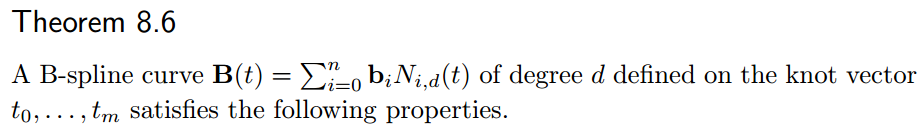 Theorem 8.6
A B-spline curve B(t) = ∑ⁿᵢ₌₀ bᵢNᵢ,d(t) of degree d defined on the knot vector
t₀, . . . , tₘ satisfies the following properties.